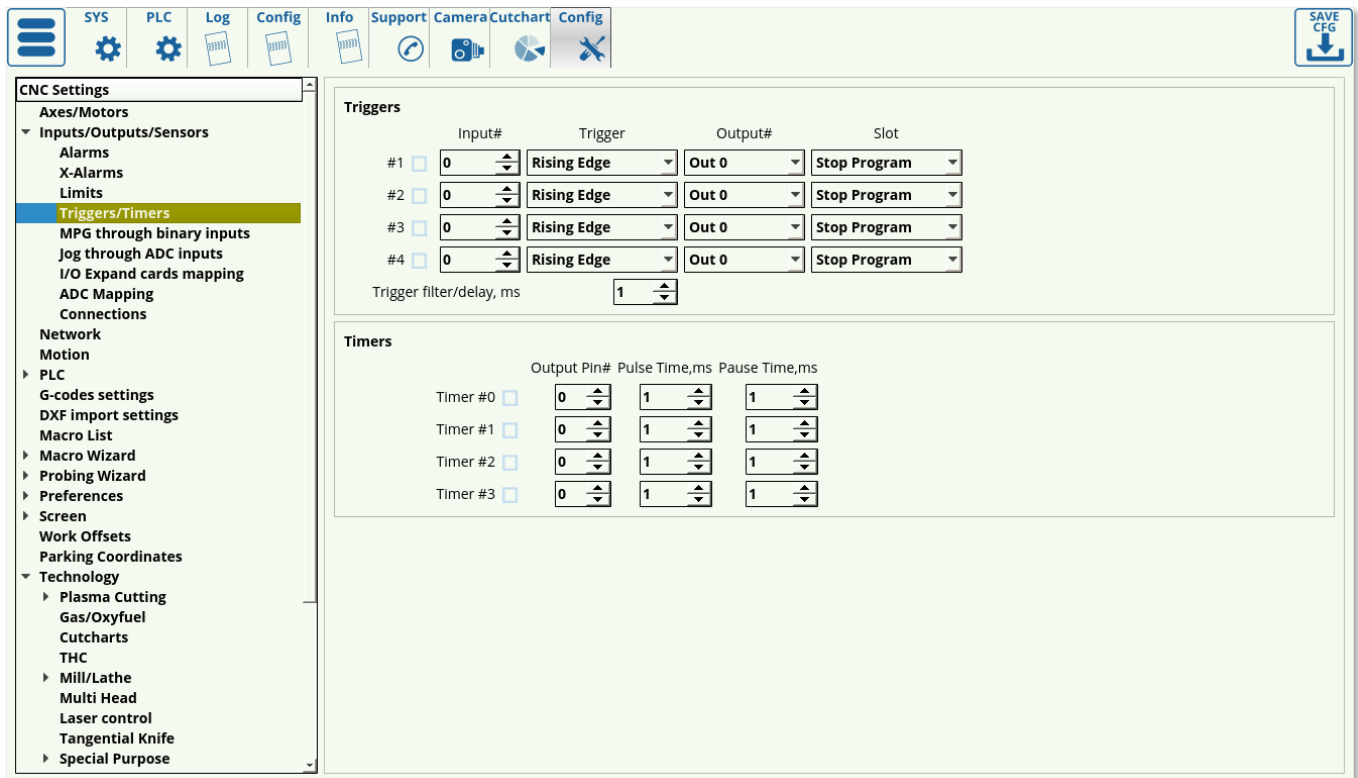 SYS PLC Log Config Info Support Camera Cutchart Config SAVE CFG
CNC Settings
Axes/Motors
Inputs/Outputs/Sensors
Alarms
X-Alarms
Limits
Triggers/Timers
MPG through binary inputs
Jog through ADC inputs
I/O Expand cards mapping
ADC Mapping
Connections
Network
Motion
PLC
G-codes settings
DXF import settings
Macro List
Macro Wizard
Probing Wizard
Preferences
Screen
Work Offsets
Parking Coordinates
Technology
Plasma Cutting
Gas/Oxyfuel
Cutcharts
THC
Mill/Lathe
Multi Head
Laser control
Tangential Knife
Special Purpose
Triggers
Input# Trigger Output# Slot
#1 0 Rising Edge Out 0 Stop Program
#2 0 Rising Edge Out 0 Stop Program
#3 0 Rising Edge Out 0 Stop Program
#4 0 Rising Edge Out 0 Stop Program
Trigger filter/delay, ms 1
Timers
Output Pin# Pulse Time,ms Pause Time,ms
Timer #0 0 1 1
Timer #1 0 1 1
Timer #2 0 1 1
Timer #3 0 1 1